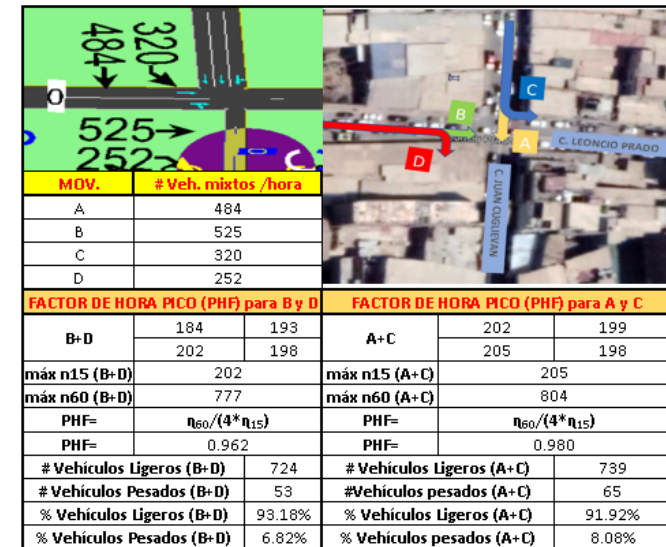 484
320
O
525
252
C
B
C
A
D
C. LEONCIO PRADO
C. JUAN CUGLIEVAN
MOV. # Veh. mixtos /hora
A 484
B 525
C 320
D 252
FACTOR DE HORA PICO (PHF) para B y D FACTOR DE HORA PICO (PHF) para A y C
B+D 184 193 A+C 202 199
202 198 205 198
máx n15 (B+D) 202 máx n15 (A+C) 205
máx n60 (B+D) 777 máx n60 (A+C) 804
PHF= η₆₀/(4*η₁₅) PHF= η₆₀/(4*η₁₅)
PHF= 0.962 PHF= 0.980
# Vehículos Ligeros (B+D) 724 # Vehículos Ligeros (A+C) 739
# Vehículos Pesados (B+D) 53 #Vehículos pesados (A+C) 65
% Vehículos Ligeros (B+D) 93.18% % Vehículos Ligeros (A+C) 91.92%
% Vehículos Pesados (B+D) 6.82% % Vehículos pesados (A+C) 8.08%